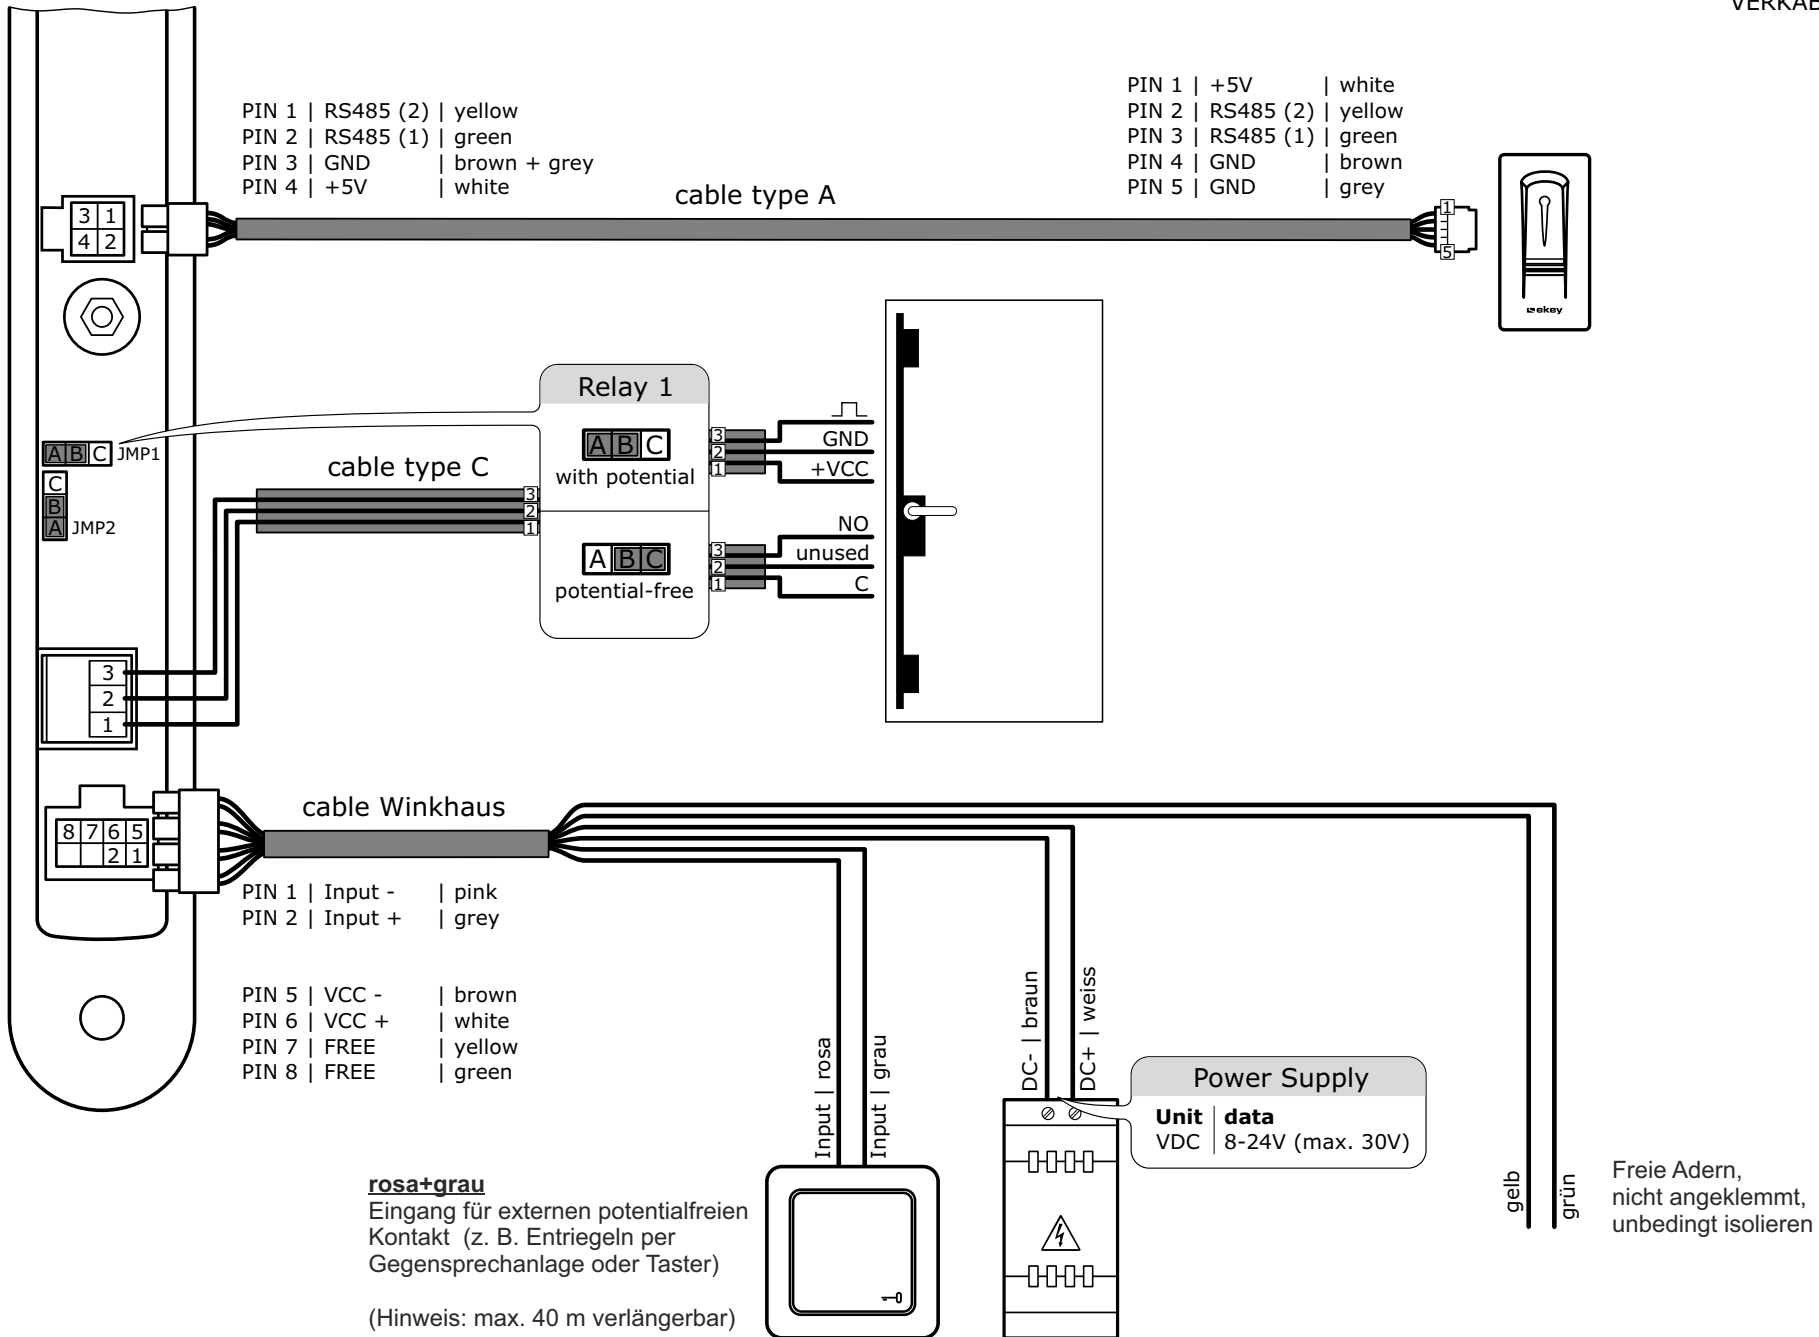 VERKAB
PIN 1 | RS485 (2) | yellow
PIN 2 | RS485 (1) | green
PIN 3 | GND | brown + grey
PIN 4 | +5V | white
PIN 1 | +5V | white
PIN 2 | RS485 (2) | yellow
PIN 3 | RS485 (1) | green
PIN 4 | GND | brown
PIN 5 | GND | grey
cable type A
3 1
4 2
1
5
ekey
Relay 1
A B C
with potential
3
2
1
GND
+VCC
A B C JMP1
C
B
A JMP2
cable type C
3
2
1
A B C
potential-free
3
2
1
NO
unused
C
3
2
1
cable Winkhaus
8 7 6 5
2 1
PIN 1 | Input - | pink
PIN 2 | Input + | grey
PIN 5 | VCC - | brown
PIN 6 | VCC + | white
PIN 7 | FREE | yellow
PIN 8 | FREE | green
Input | rosa
Input | grau
DC- | braun
DC+ | weiss
Power Supply
Unit | data
VDC | 8-24V (max. 30V)
gelb
grün
Freie Adern,
nicht angeklemmt,
unbedingt isolieren
rosa+grau
Eingang für externen potentialfreien
Kontakt (z. B. Entriegeln per
Gegensprechanlage oder Taster)
(Hinweis: max. 40 m verlängerbar)